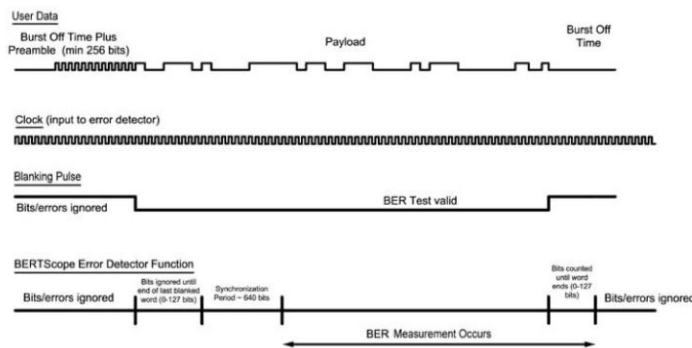 User Data
Burst Off Time Plus
Preamble (min 256 bits)
Payload
Burst Off
Time
Clock (input to error detector)
Blanking Pulse
Bits/errors ignored
BER Test valid
BERTScope Error Detector Function
Bits/errors ignored
Bits ignored until
end of last blanked
word (0-127 bits)
Synchronization
Period ~ 640 bits
Bits counted
until word
ends (0-127
bits)
Bits/errors ignored
BER Measurement Occurs